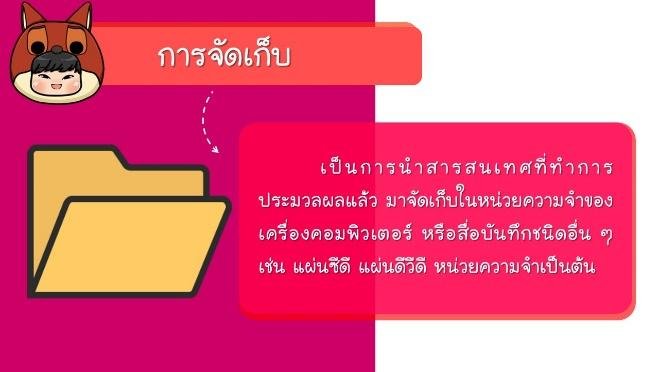 การจัดเก็บ
เป็นการนำสารสนเทศที่ทำการ
ประมวลผลแล้ว มาจัดเก็บในหน่วยความจำของ
เครื่องคอมพิวเตอร์ หรือสื่อบันทึกชนิดอื่น ๆ
เช่น แผ่นซีดี แผ่นดีวีดี หน่วยความจำเป็นต้น